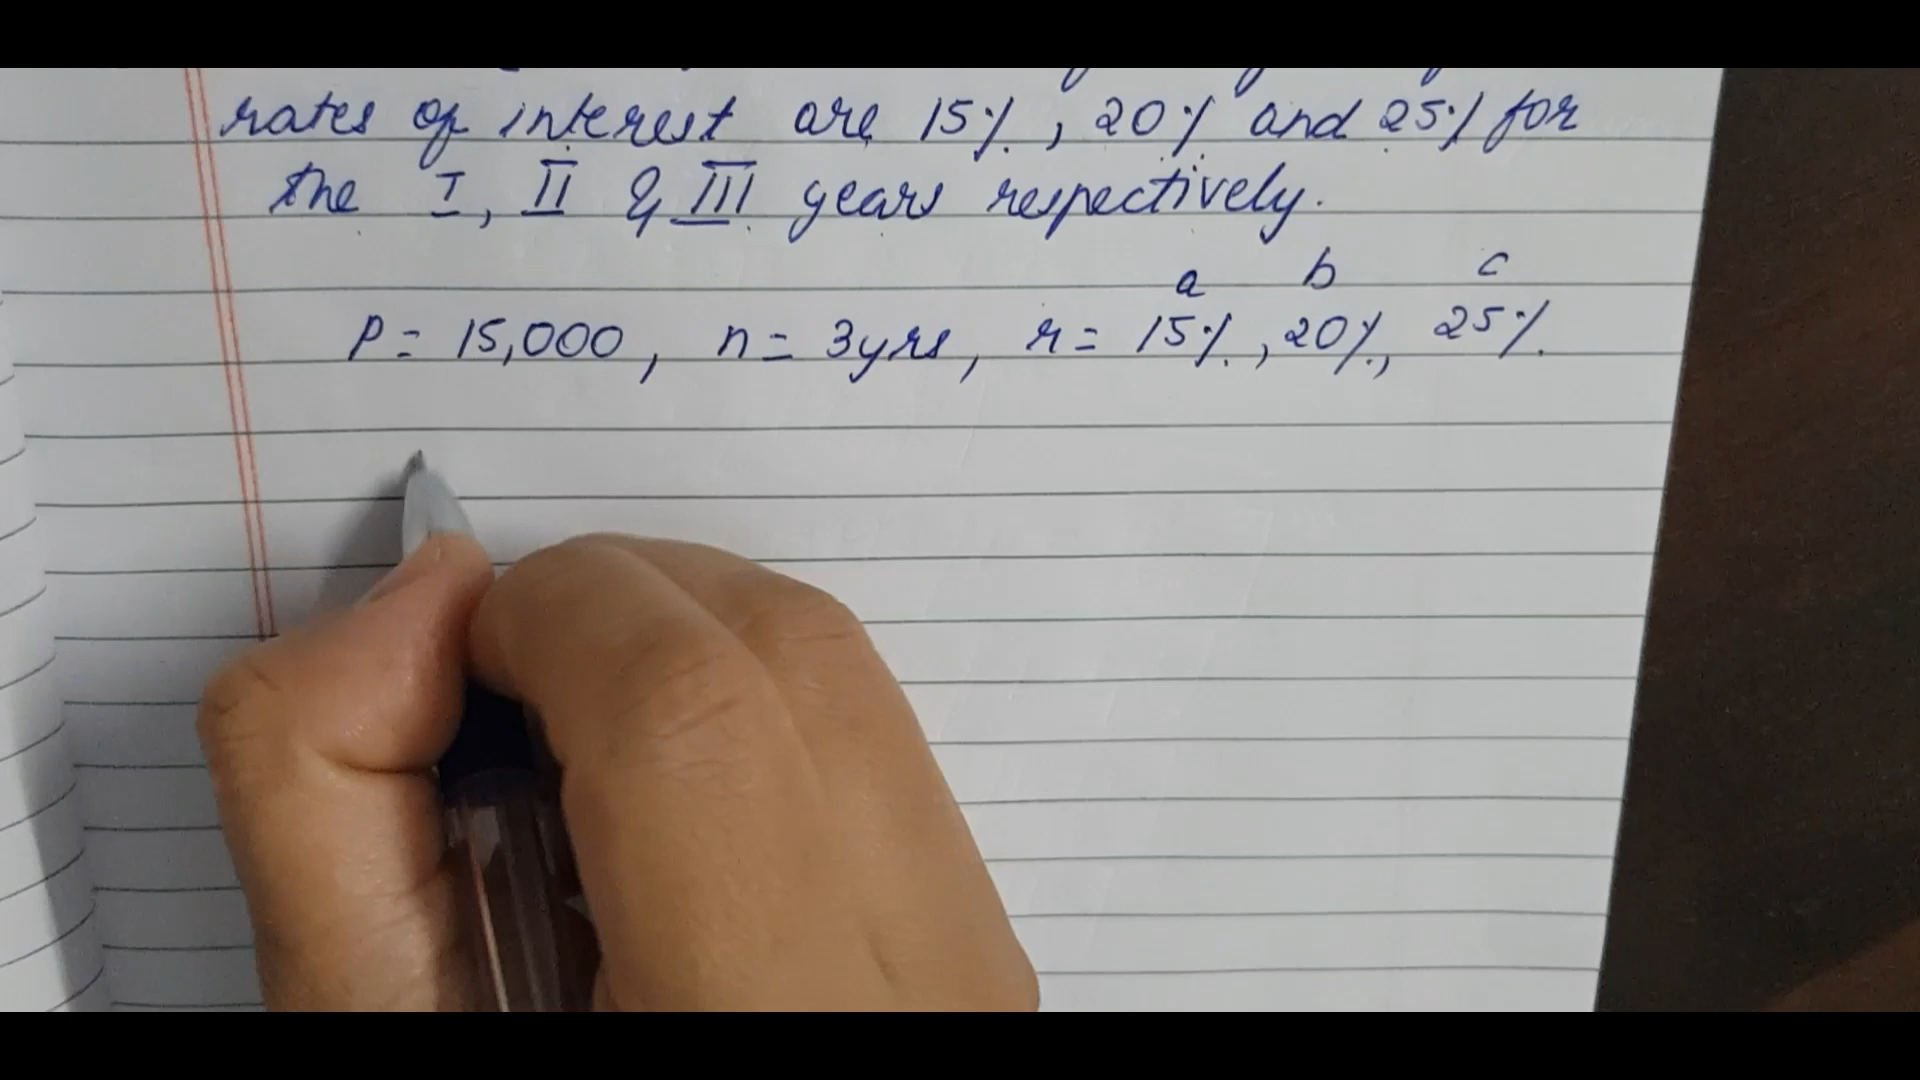 rates of interest are 15%, 20% and 25% for
the I, II & III years respectively.
a b c
P = 15,000, n = 3yrs, r = 15%, 20%, 25%.